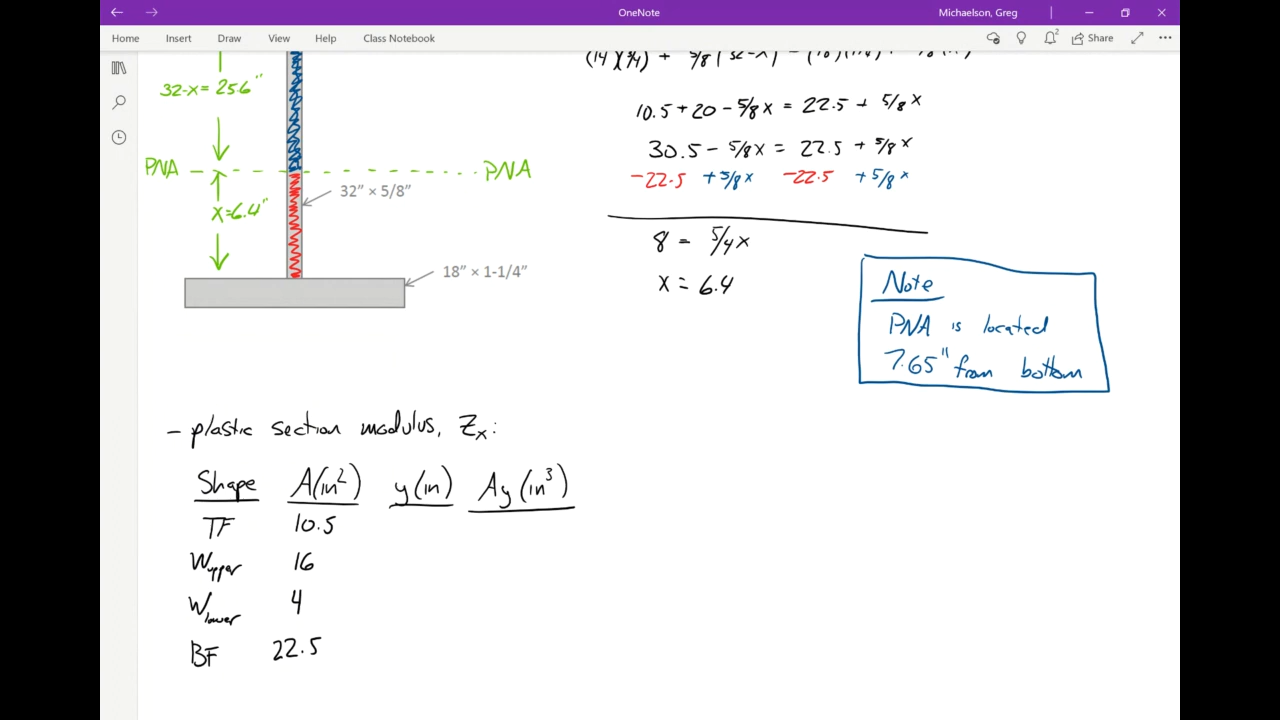 OneNote
Michaelson, Greg
Home Insert Draw View Help Class Notebook
2
Share
32-x = 25.6"
PNA
PNA
x=6.4"
32" × 5/8"
18" × 1-1/4"
10.5 + 20 - 5/8x = 22.5 + 5/8x
30.5 - 5/8x = 22.5 + 5/8x
-22.5 +5/8x -22.5 +5/8x
8 = 5/4x
x = 6.4
Note
PNA is located
7.65" from bottom
- plastic section modulus, Zx:
Shape A(in²) y(in) Ay(in³)
TF 10.5
Wupper 16
Wlower 4
BF 22.5